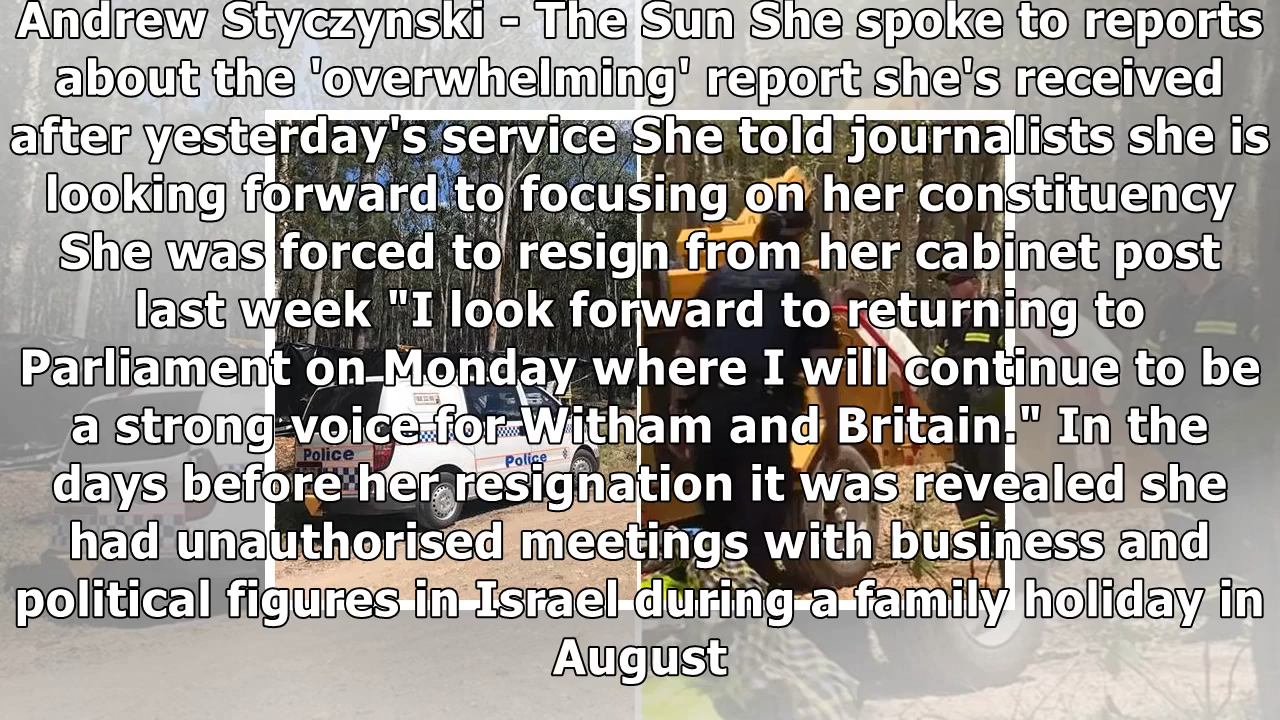 Andrew Styczynski - The Sun She spoke to reports
about the 'overwhelming' report she's received
after yesterday's service She told journalists she is
looking forward to focusing on her constituency
She was forced to resign from her cabinet post
last week "I look forward to returning to
Parliament on Monday where I will continue to be
a strong voice for Witham and Britain." In the
days before her resignation it was revealed she
had unauthorised meetings with business and
political figures in Israel during a family holiday in
August
Police
Police